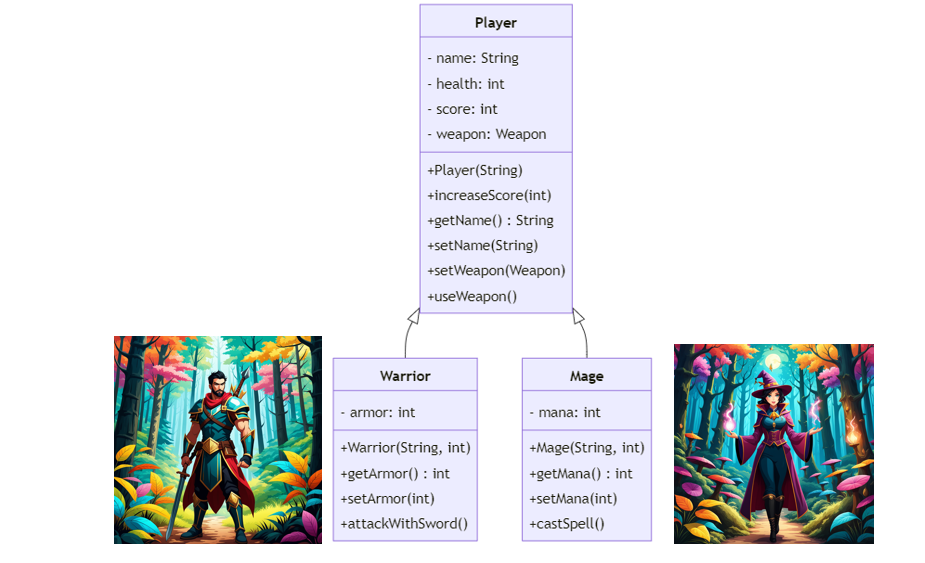 Player
- name: String
- health: int
- score: int
- weapon: Weapon
+Player(String)
+increaseScore(int)
+getName() : String
+setName(String)
+setWeapon(Weapon)
+useWeapon()
Warrior
- armor: int
+Warrior(String, int)
+getArmor() : int
+setArmor(int)
+attackWithSword()
Mage
- mana: int
+Mage(String, int)
+getMana() : int
+setMana(int)
+castSpell()